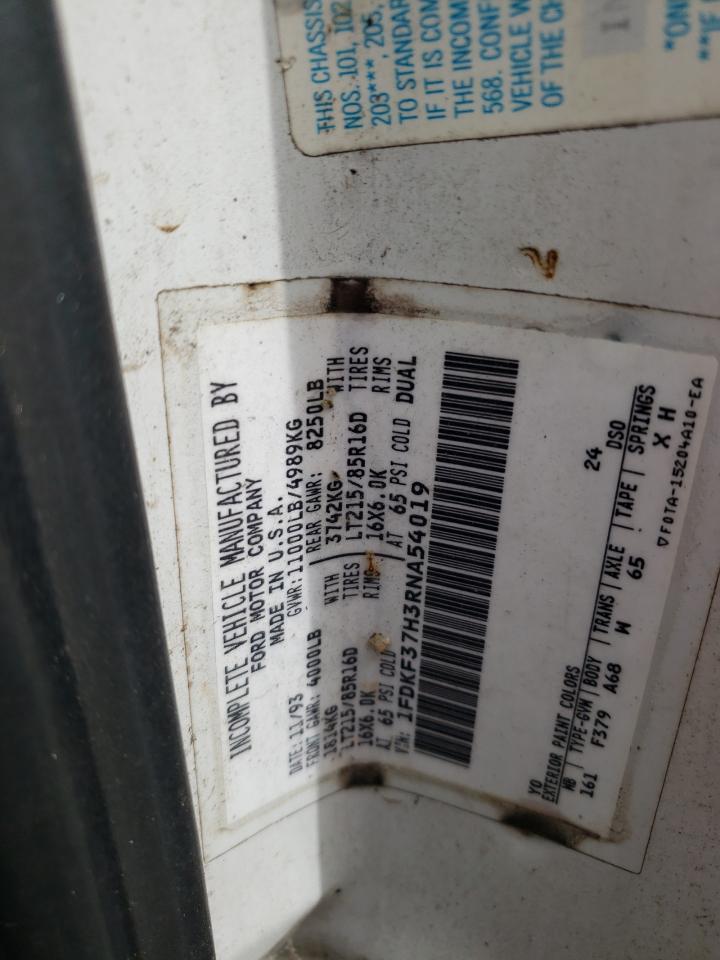 THIS CHASSIS
NOS. 101, 102
203***, 205,
TO STANDAR
IF IT IS COM
THE INCOM
568. CONF
VEHICLE W
OF THE CH
*ONL
**IF
INCOMPLETE VEHICLE MANUFACTURED BY
FORD MOTOR COMPANY
MADE IN U.S.A.
DATE: 11/93 GVWR: 11000LB/4989KG
FRONT GAWR: 4000LB REAR GAWR: 8250LB
1814KG WITH 3742KG WITH
LT215/85R16D TIRES LT215/85R16D TIRES
16X6.0K RIMS 16X6.0K RIMS
AT 65 PSI COLD AT 65 PSI COLD DUAL
VIN: 1FDKF37H3RNA54019
YO 24
EXTERIOR PAINT COLORS DSO
WB | TYPE-GVW | BODY | TRANS | AXLE | TAPE | SPRINGS
161 F379 A68 W 65 X H
▽F0TA-15204A10-EA